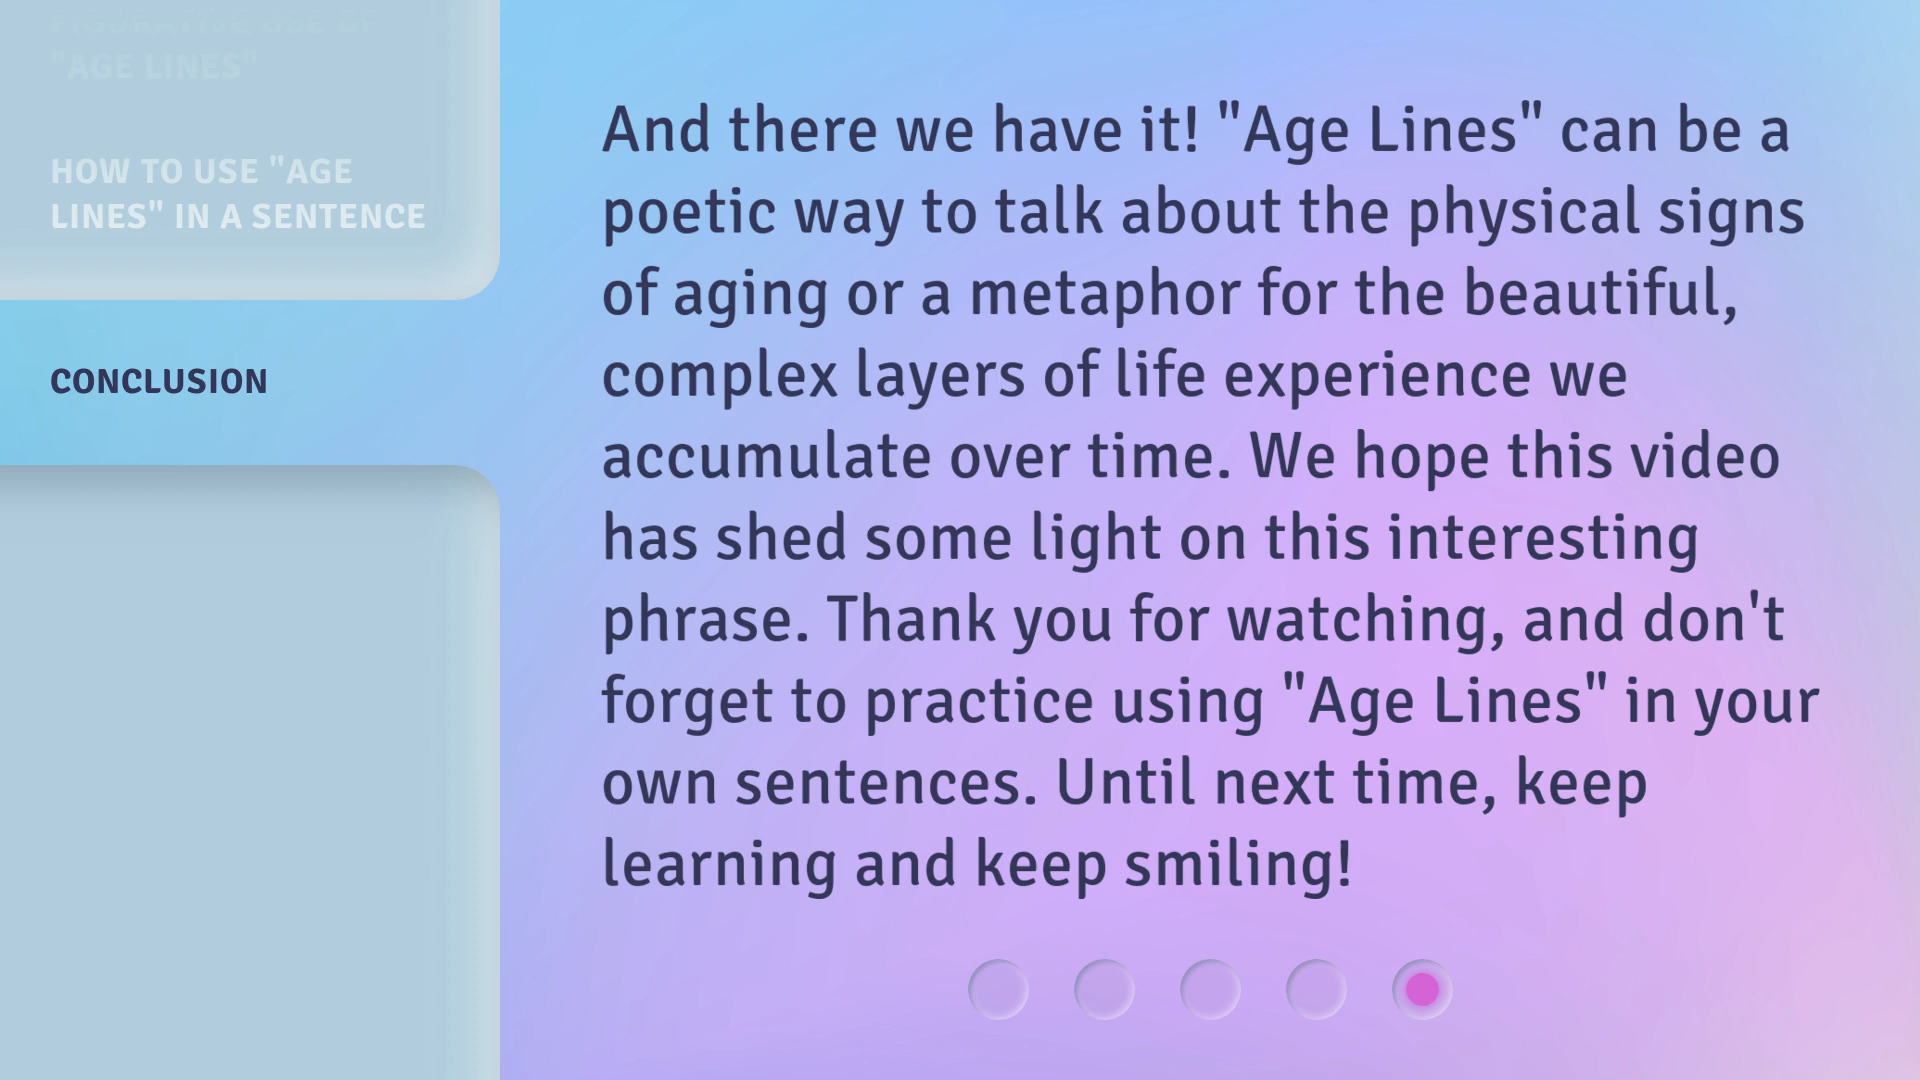 FIGURATIVE USE OF
"AGE LINES"
HOW TO USE "AGE
LINES" IN A SENTENCE
CONCLUSION
And there we have it! "Age Lines" can be a
poetic way to talk about the physical signs
of aging or a metaphor for the beautiful,
complex layers of life experience we
accumulate over time. We hope this video
has shed some light on this interesting
phrase. Thank you for watching, and don't
forget to practice using "Age Lines" in your
own sentences. Until next time, keep
learning and keep smiling!